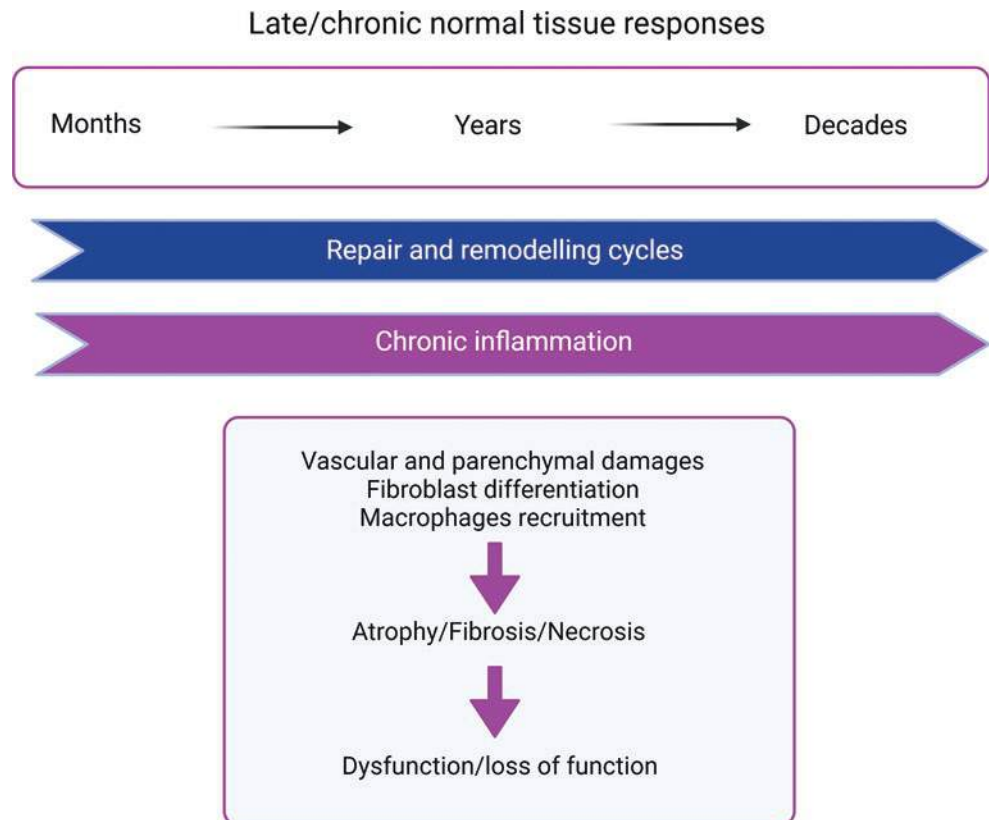 Late/chronic normal tissue responses
Months Years Decades
Repair and remodelling cycles
Chronic inflammation
Vascular and parenchymal damages
Fibroblast differentiation
Macrophages recruitment
Atrophy/Fibrosis/Necrosis
Dysfunction/loss of function